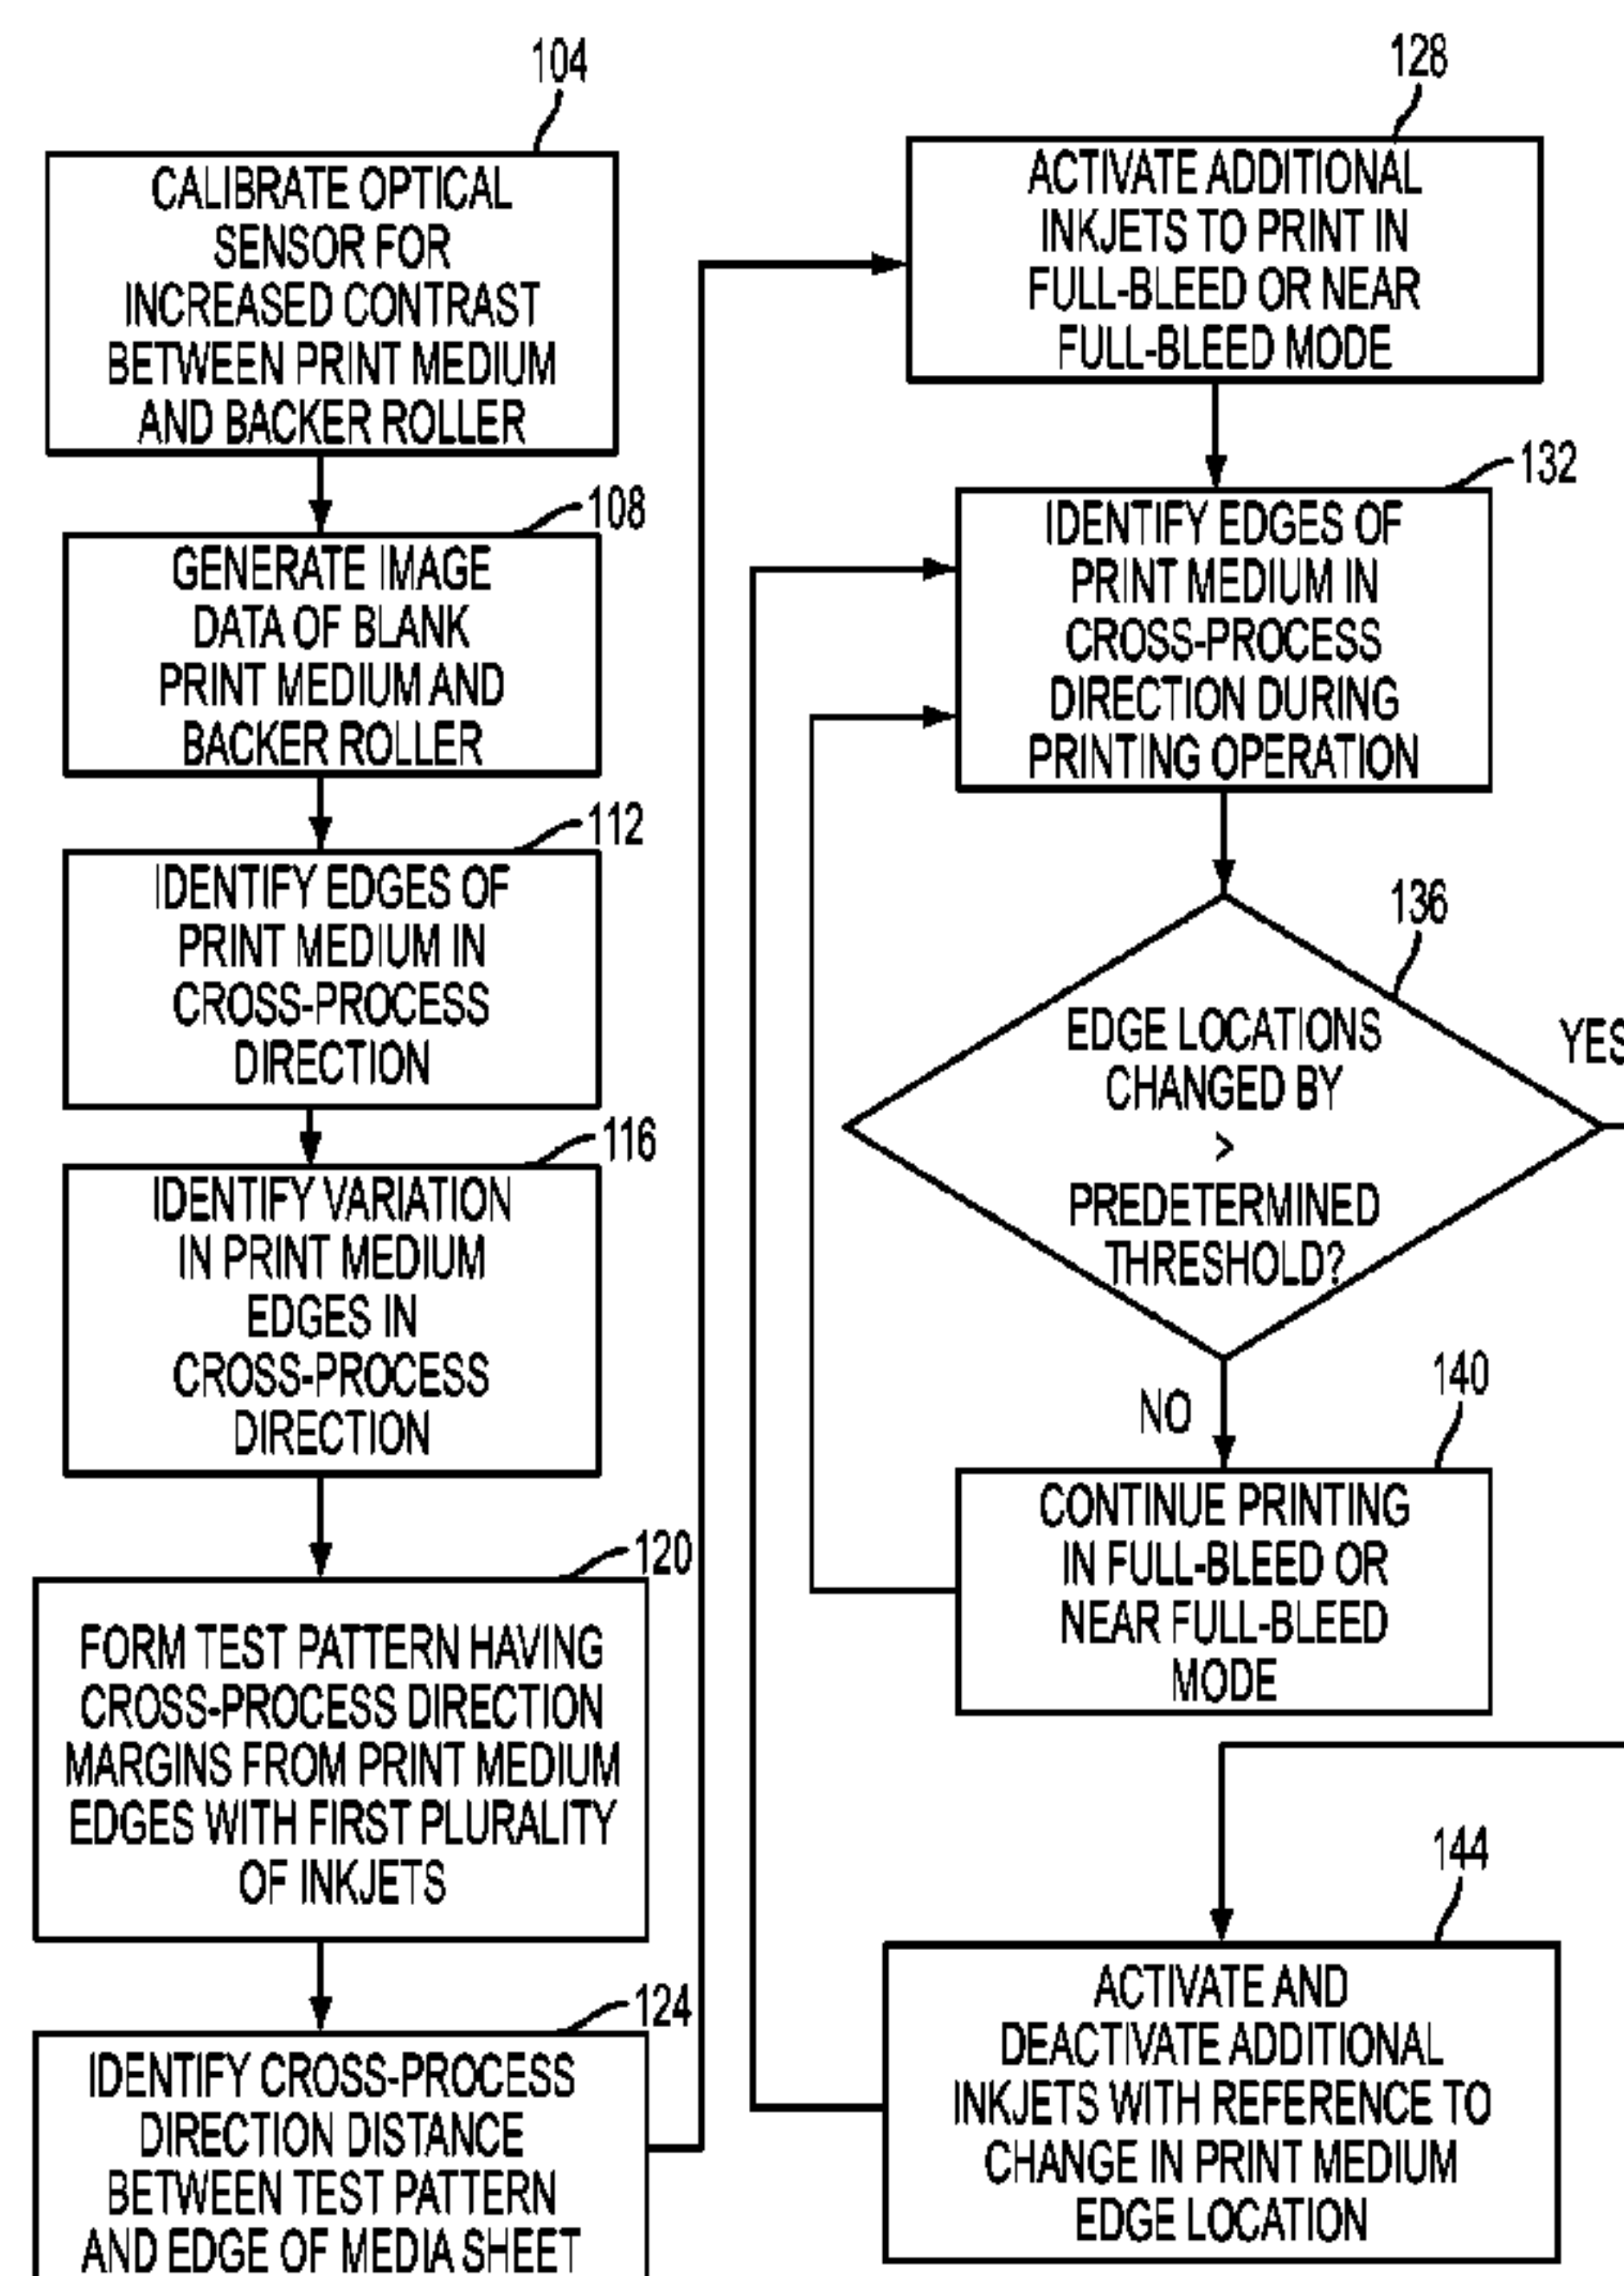 104
CALIBRATE OPTICAL
SENSOR FOR
INCREASED CONTRAST
BETWEEN PRINT MEDIUM
AND BACKER ROLLER
108
GENERATE IMAGE
DATA OF BLANK
PRINT MEDIUM AND
BACKER ROLLER
112
IDENTIFY EDGES OF
PRINT MEDIUM IN
CROSS-PROCESS
DIRECTION
116
IDENTIFY VARIATION
IN PRINT MEDIUM
EDGES IN
CROSS-PROCESS
DIRECTION
120
FORM TEST PATTERN HAVING
CROSS-PROCESS DIRECTION
MARGINS FROM PRINT MEDIUM
EDGES WITH FIRST PLURALITY
OF INKJETS
124
IDENTIFY CROSS-PROCESS
DIRECTION DISTANCE
BETWEEN TEST PATTERN
AND EDGE OF MEDIA SHEET
128
ACTIVATE ADDITIONAL
INKJETS TO PRINT IN
FULL-BLEED OR NEAR
FULL-BLEED MODE
132
IDENTIFY EDGES OF
PRINT MEDIUM IN
CROSS-PROCESS
DIRECTION DURING
PRINTING OPERATION
136
EDGE LOCATIONS
CHANGED BY
>
PREDETERMINED
THRESHOLD?
YES
NO
140
CONTINUE PRINTING
IN FULL-BLEED OR
NEAR FULL-BLEED
MODE
144
ACTIVATE AND
DEACTIVATE ADDITIONAL
INKJETS WITH REFERENCE TO
CHANGE IN PRINT MEDIUM
EDGE LOCATION